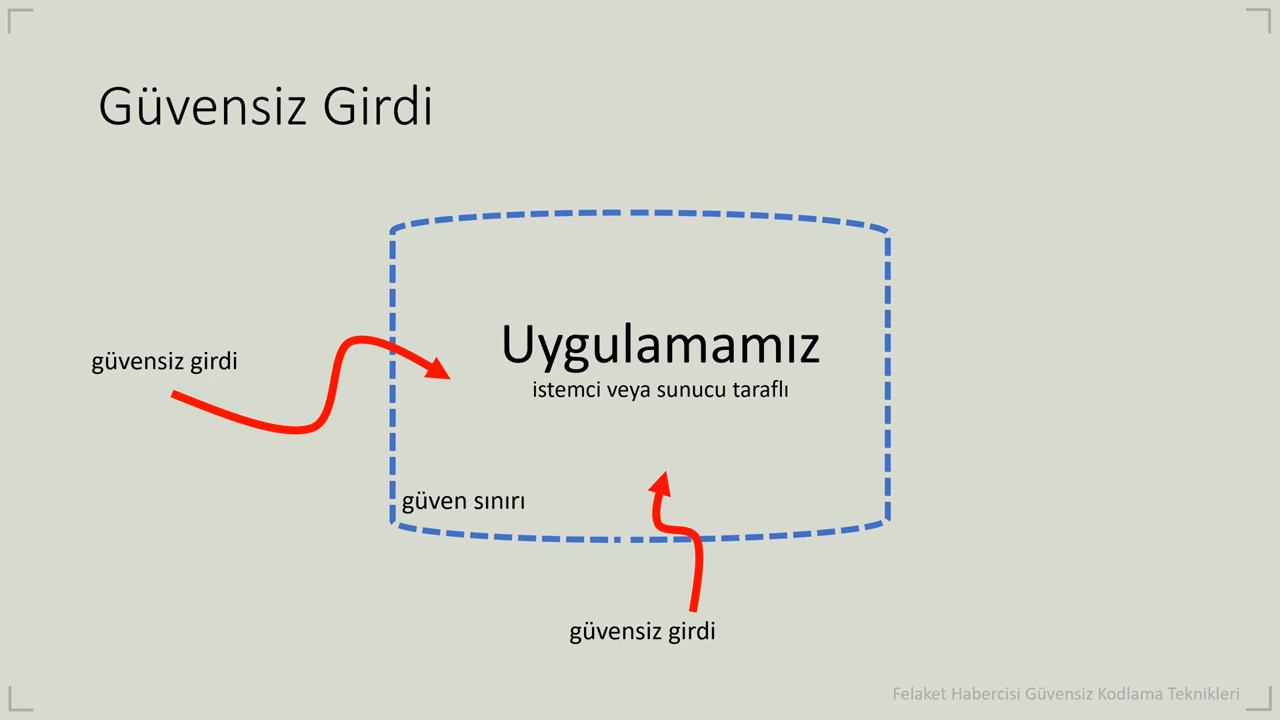 Güvensiz Girdi
Uygulamamız
istemci veya sunucu taraflı
güvensiz girdi
güven sınırı
güvensiz girdi
Felaket Habercisi Güvensiz Kodlama Teknikleri